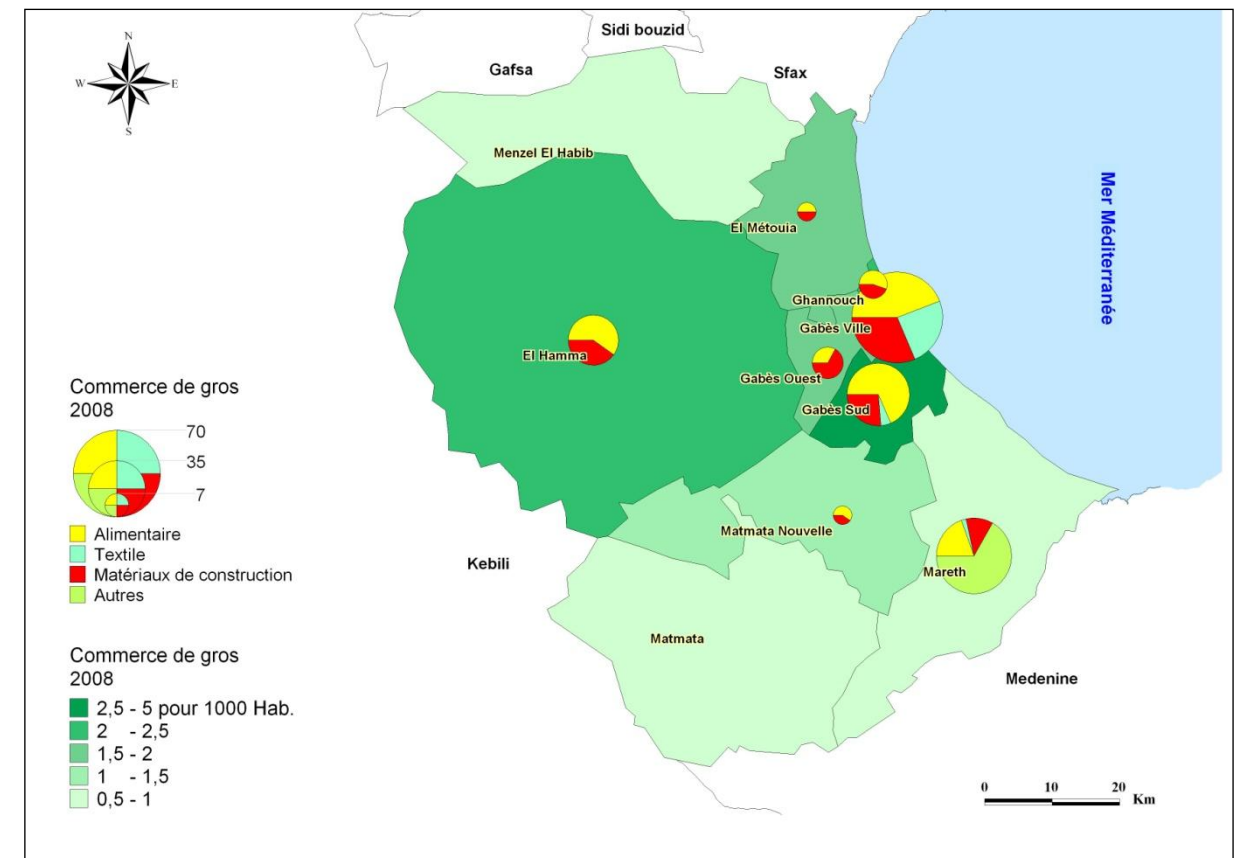 N
W
E
S
Sidi bouzid
Gafsa
Sfax
Menzel El Habib
Mer Méditerranée
El Métouia
Ghannouch
Gabès Ville
El Hamma
Gabès Ouest
Gabès Sud
Matmata Nouvelle
Kebili
Mareth
Matmata
Medenine
Commerce de gros
2008
70
35
7
Alimentaire
Textile
Matériaux de construction
Autres
Commerce de gros
2008
2,5 - 5 pour 1000 Hab.
2 - 2,5
1,5 - 2
1 - 1,5
0,5 - 1
0 10 20
Km